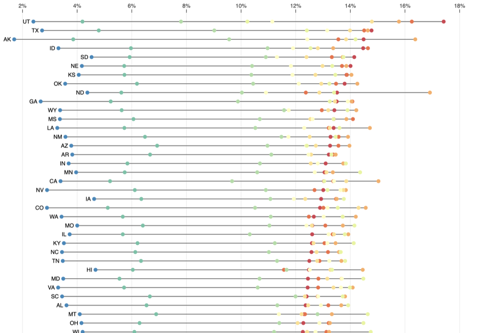 2% 4% 6% 8% 10% 12% 14% 16% 18%
UT
TX
AK
ID
SD
NE
KS
OK
ND
GA
WY
MS
LA
NM
AZ
AR
IN
MN
CA
NV
IA
CO
WA
MO
IL
KY
NC
TN
HI
MD
VA
SC
AL
MT
OH
WI